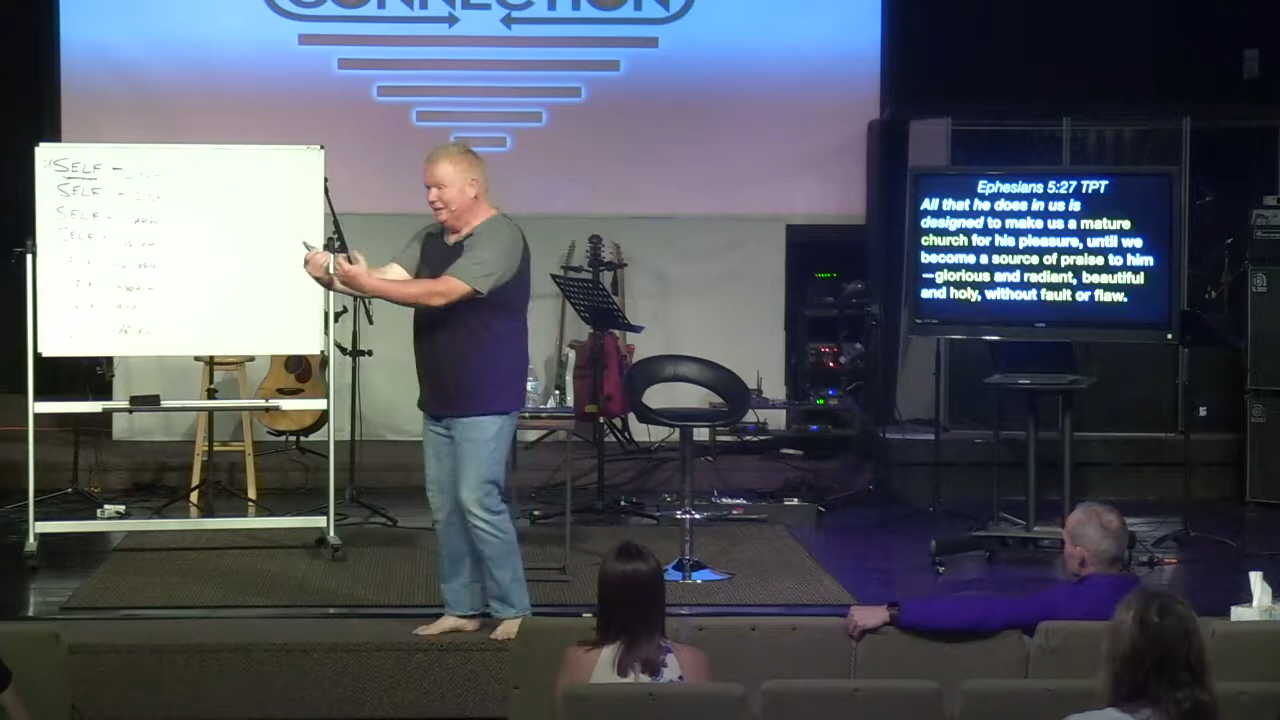 CONNECTION
SELF -
SELF -
SELF -
SELF -
Ephesians 5:27 TPT
All that he does in us is
designed to make us a mature
church for his pleasure, until we
become a source of praise to him
—glorious and radiant, beautiful
and holy, without fault or flaw.